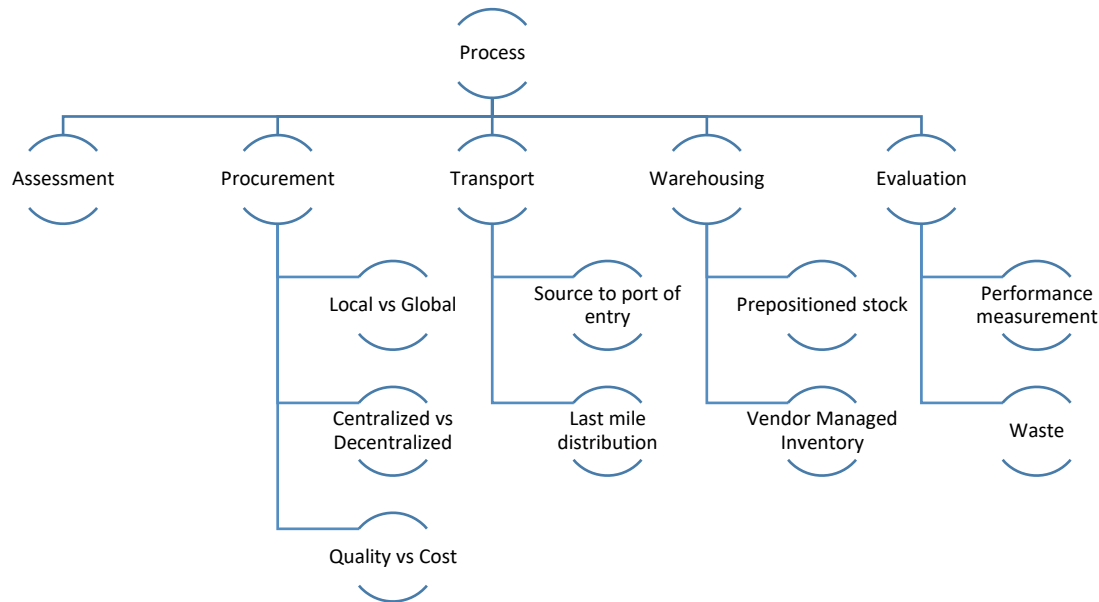 Process
Assessment
Procurement
Transport
Warehousing
Evaluation
Local vs Global
Source to port of
entry
Prepositioned stock
Performance
measurement
Centralized vs
Decentralized
Last mile
distribution
Vendor Managed
Inventory
Waste
Quality vs Cost